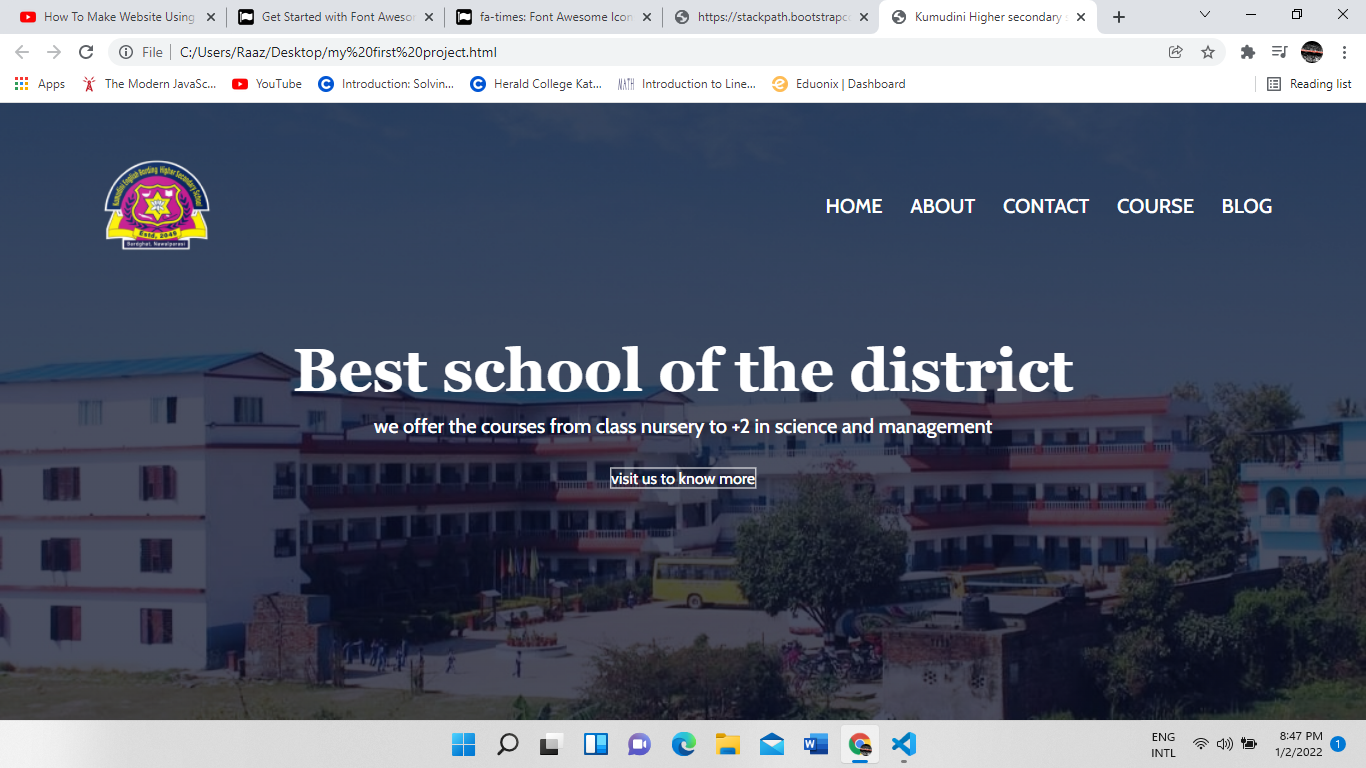 How To Make Website Using
Get Started with Font Aweso
fa-times: Font Awesome Icon
https://stackpath.bootstrapc
Kumudini Higher secondary s
File
C:/Users/Raaz/Desktop/my%20first%20project.html
Apps
The Modern JavaSc...
YouTube
Introduction: Solvin...
Herald College Kat...
MATH
Introduction to Line...
Eduonix | Dashboard
Reading list
Kumudini English Bording Higher Secondary School
Estd. 2049
Bardghat, Nawalparasi
HOME
ABOUT
CONTACT
COURSE
BLOG
Best school of the district
we offer the courses from class nursery to +2 in science and management
visit us to know more
ENG
INTL
8:47 PM
1/2/2022
1